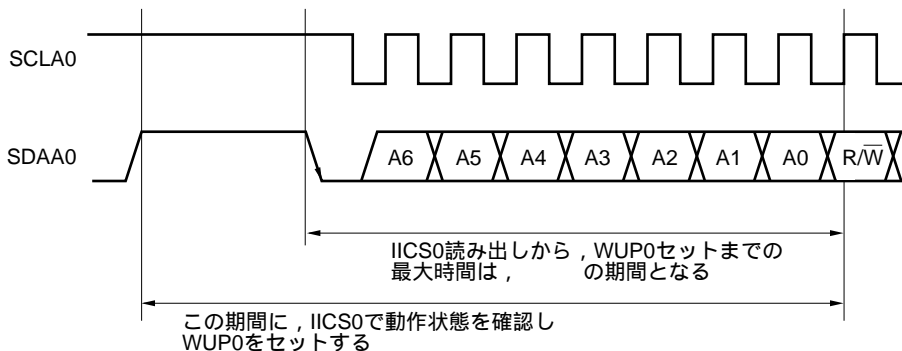 SCLA0
SDAA0
A6 A5 A4 A3 A2 A1 A0 R/W̅
IICS0読み出しから，WUP0セットまでの
最大時間は，　　　の期間となる
この期間に，IICS0で動作状態を確認し
WUP0をセットする